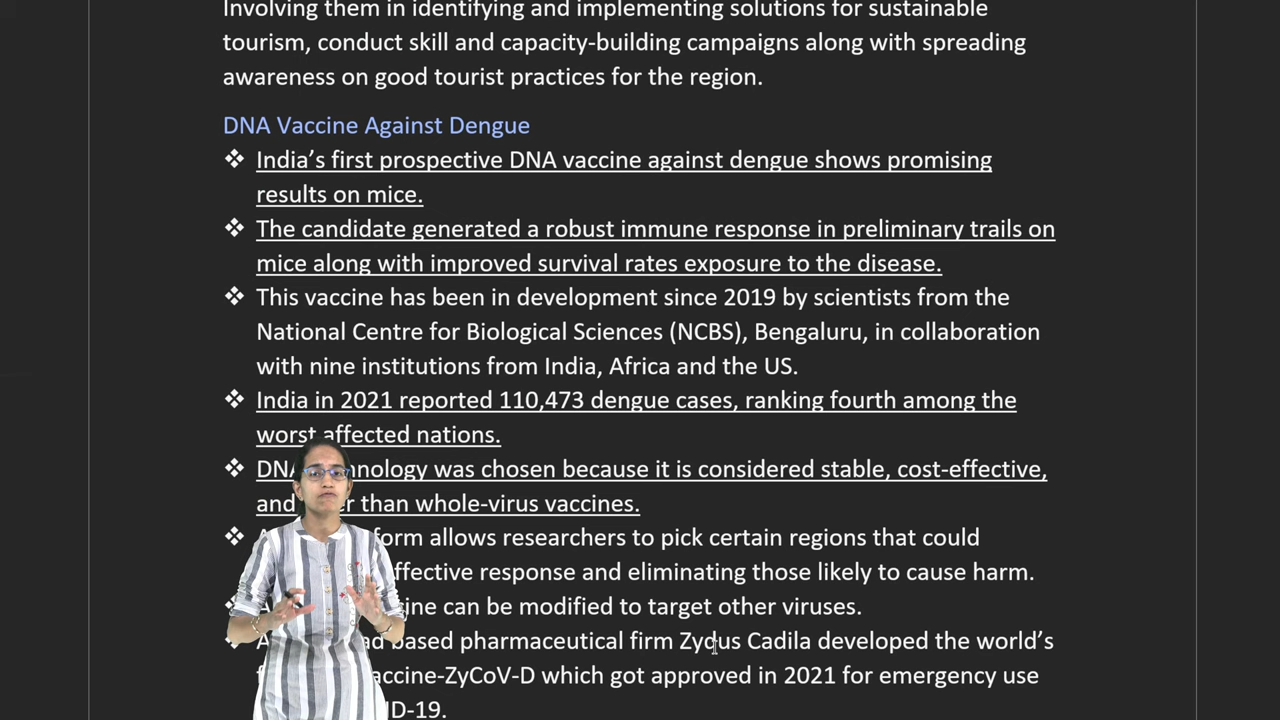 Involving them in identifying and implementing solutions for sustainable
tourism, conduct skill and capacity-building campaigns along with spreading
awareness on good tourist practices for the region.
DNA Vaccine Against Dengue
❖ India's first prospective DNA vaccine against dengue shows promising
results on mice.
❖ The candidate generated a robust immune response in preliminary trails on
mice along with improved survival rates exposure to the disease.
❖ This vaccine has been in development since 2019 by scientists from the
National Centre for Biological Sciences (NCBS), Bengaluru, in collaboration
with nine institutions from India, Africa and the US.
❖ India in 2021 reported 110,473 dengue cases, ranking fourth among the
worst affected nations.
❖ DNA was chosen because it is considered stable, cost-effective,
and than whole-virus vaccines.
❖ allows researchers to pick certain regions that could
response and eliminating those likely to cause harm.
can be modified to target other viruses.
based pharmaceutical firm Zydus Cadila developed the world's
which got approved in 2021 for emergency use